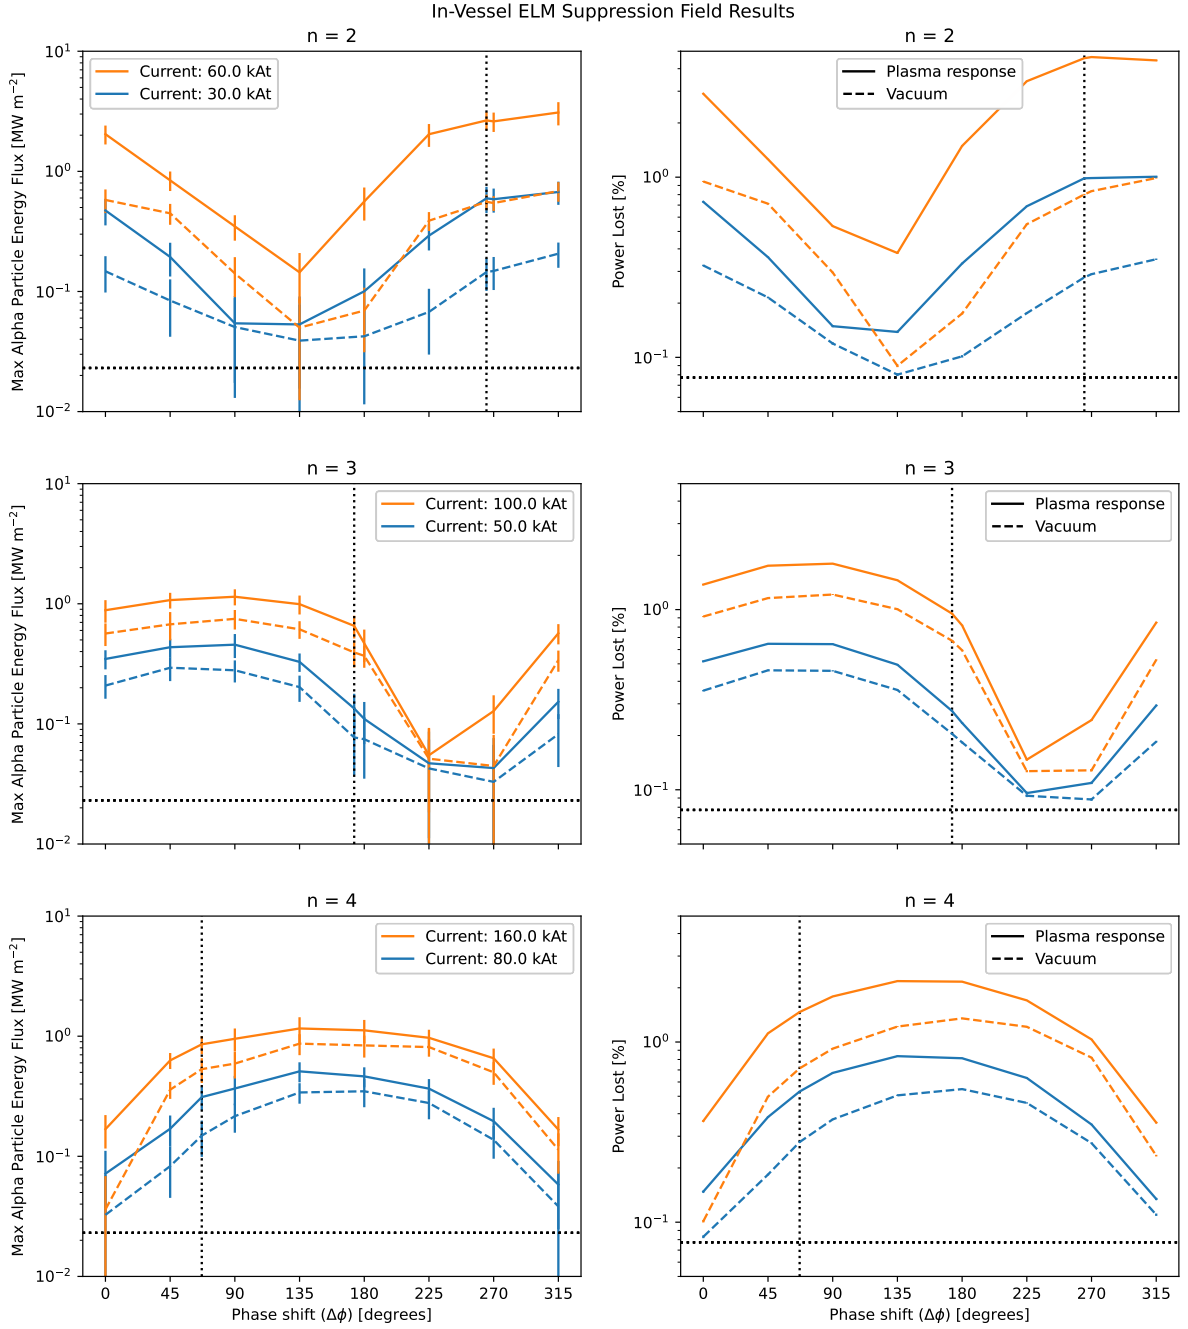 In-Vessel ELM Suppression Field Results
n = 2
Max Alpha Particle Energy Flux [MW m⁻²]
10¹
10⁰
10⁻¹
10⁻²
Current: 60.0 kAt
Current: 30.0 kAt
n = 2
Power Lost [%]
10⁰
10⁻¹
Plasma response
Vacuum
n = 3
Max Alpha Particle Energy Flux [MW m⁻²]
10¹
10⁰
10⁻¹
10⁻²
Current: 100.0 kAt
Current: 50.0 kAt
n = 3
Power Lost [%]
10⁰
10⁻¹
Plasma response
Vacuum
n = 4
Max Alpha Particle Energy Flux [MW m⁻²]
10¹
10⁰
10⁻¹
10⁻²
Current: 160.0 kAt
Current: 80.0 kAt
0 45 90 135 180 225 270 315
Phase shift (Δϕ) [degrees]
n = 4
Power Lost [%]
10⁰
10⁻¹
Plasma response
Vacuum
0 45 90 135 180 225 270 315
Phase shift (Δϕ) [degrees]